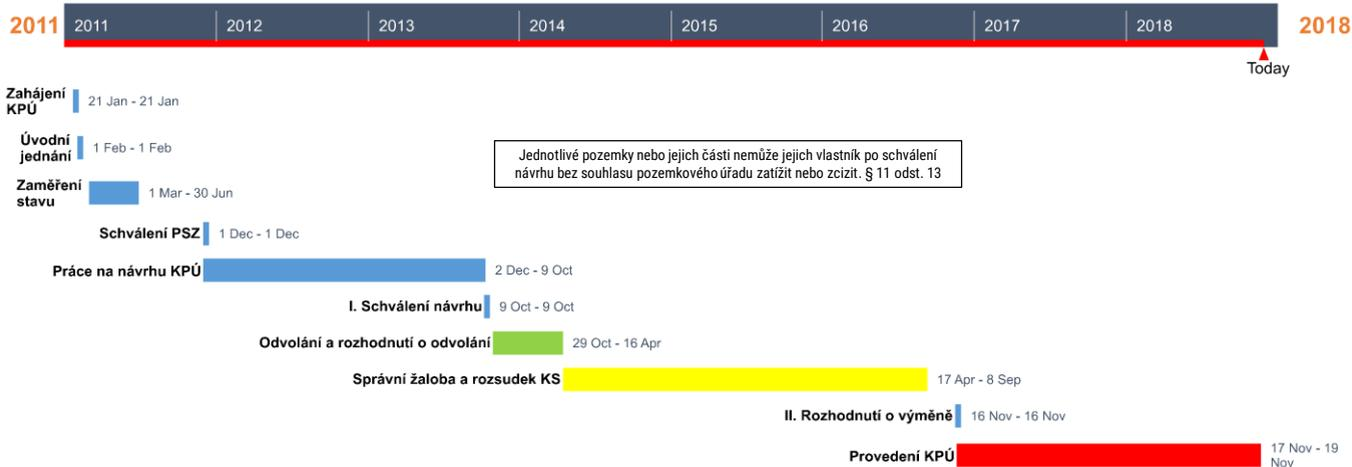 2011 2011 2012 2013 2014 2015 2016 2017 2018 2018
Today
Zahájení
KPÚ
21 Jan - 21 Jan
Úvodní
jednání
1 Feb - 1 Feb
Jednotlivé pozemky nebo jejich části nemůže jejich vlastník po schválení
návrhu bez souhlasu pozemkového úřadu zatížit nebo zcizit. § 11 odst. 13
Zaměření
stavu
1 Mar - 30 Jun
Schválení PSZ 1 Dec - 1 Dec
Práce na návrhu KPÚ 2 Dec - 9 Oct
I. Schválení návrhu 9 Oct - 9 Oct
Odvolání a rozhodnutí o odvolání 29 Oct - 16 Apr
Správní žaloba a rozsudek KS 17 Apr - 8 Sep
II. Rozhodnutí o výměně 16 Nov - 16 Nov
Provedení KPÚ 17 Nov - 19
Nov